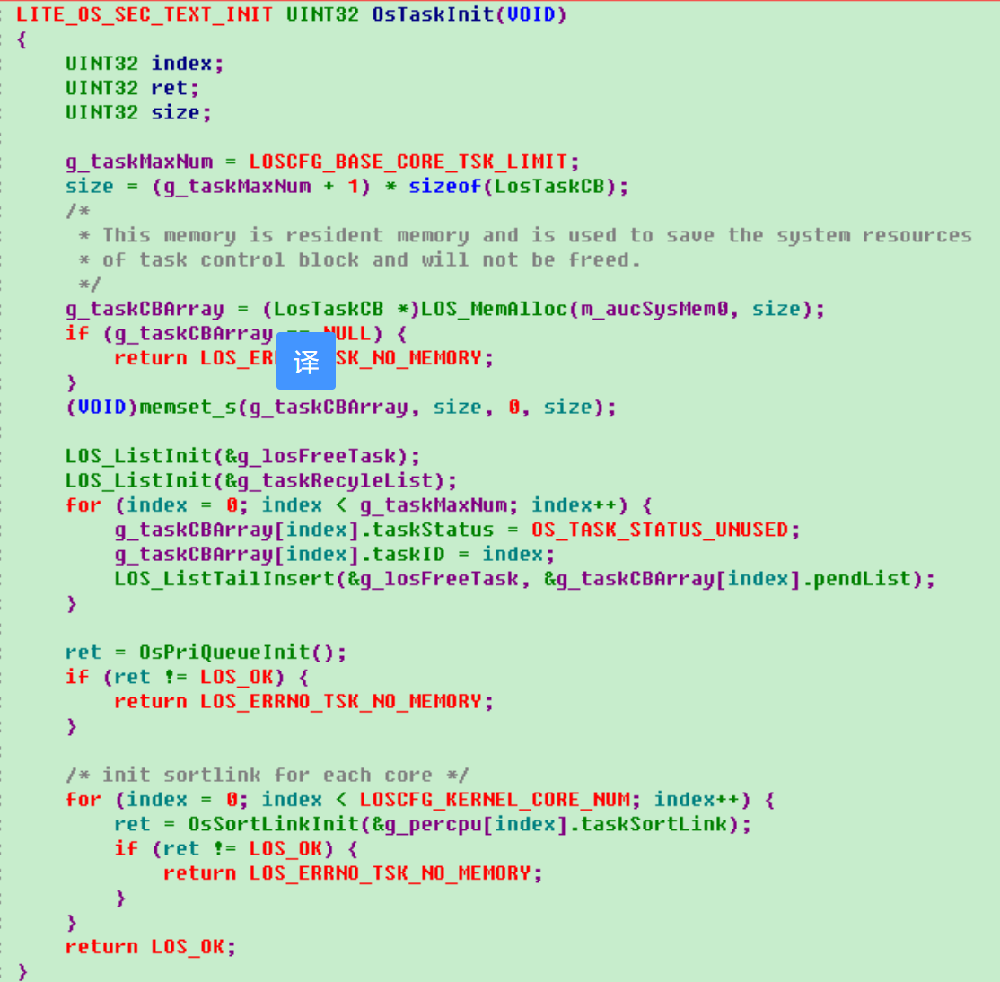 LITE_OS_SEC_TEXT_INIT UINT32 OsTaskInit(VOID)
{
    UINT32 index;
    UINT32 ret;
    UINT32 size;

    g_taskMaxNum = LOSCFG_BASE_CORE_TSK_LIMIT;
    size = (g_taskMaxNum + 1) * sizeof(LosTaskCB);
    /*
     * This memory is resident memory and is used to save the system resources
     * of task control block and will not be freed.
     */
    g_taskCBArray = (LosTaskCB *)LOS_MemAlloc(m_aucSysMem0, size);
    if (g_taskCBArray == NULL) {
        return LOS_ER 译 SK_NO_MEMORY;
    }
    (VOID)memset_s(g_taskCBArray, size, 0, size);

    LOS_ListInit(&g_losFreeTask);
    LOS_ListInit(&g_taskRecyleList);
    for (index = 0; index < g_taskMaxNum; index++) {
        g_taskCBArray[index].taskStatus = OS_TASK_STATUS_UNUSED;
        g_taskCBArray[index].taskID = index;
        LOS_ListTailInsert(&g_losFreeTask, &g_taskCBArray[index].pendList);
    }

    ret = OsPriQueueInit();
    if (ret != LOS_OK) {
        return LOS_ERRNO_TSK_NO_MEMORY;
    }

    /* init sortlink for each core */
    for (index = 0; index < LOSCFG_KERNEL_CORE_NUM; index++) {
        ret = OsSortLinkInit(&g_percpu[index].taskSortLink);
        if (ret != LOS_OK) {
            return LOS_ERRNO_TSK_NO_MEMORY;
        }
    }
    return LOS_OK;
}